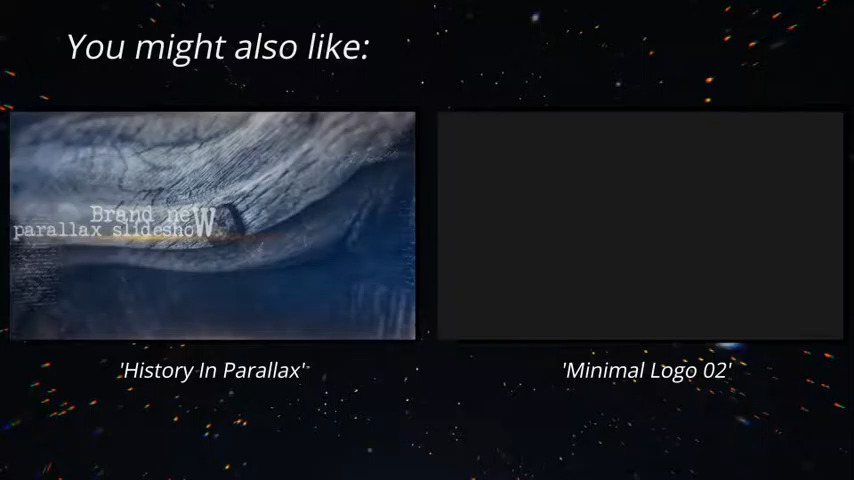 You might also like:
Brand neW
parallax slideshoW
'History In Parallax'
'Minimal Logo 02'